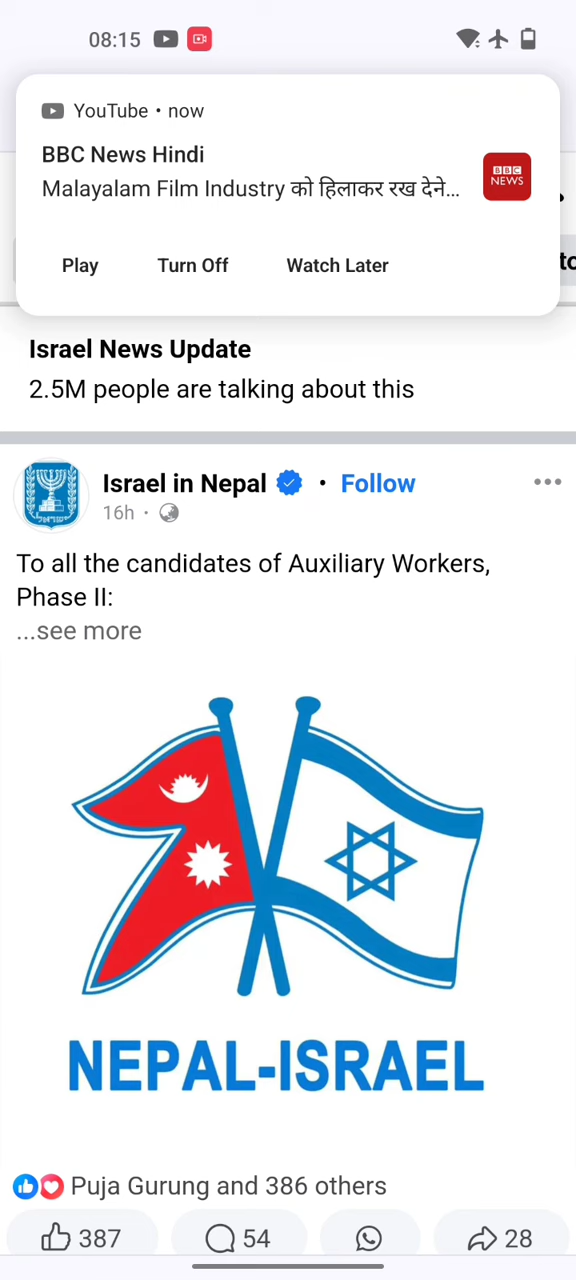 08:15
YouTube • now
BBC News Hindi
Malayalam Film Industry को हिलाकर रख देने...
BBC
NEWS
Play Turn Off Watch Later
Israel News Update
2.5M people are talking about this
Israel in Nepal • Follow
16h •
To all the candidates of Auxiliary Workers,
Phase II:
...see more
NEPAL-ISRAEL
Puja Gurung and 386 others
387 54 28